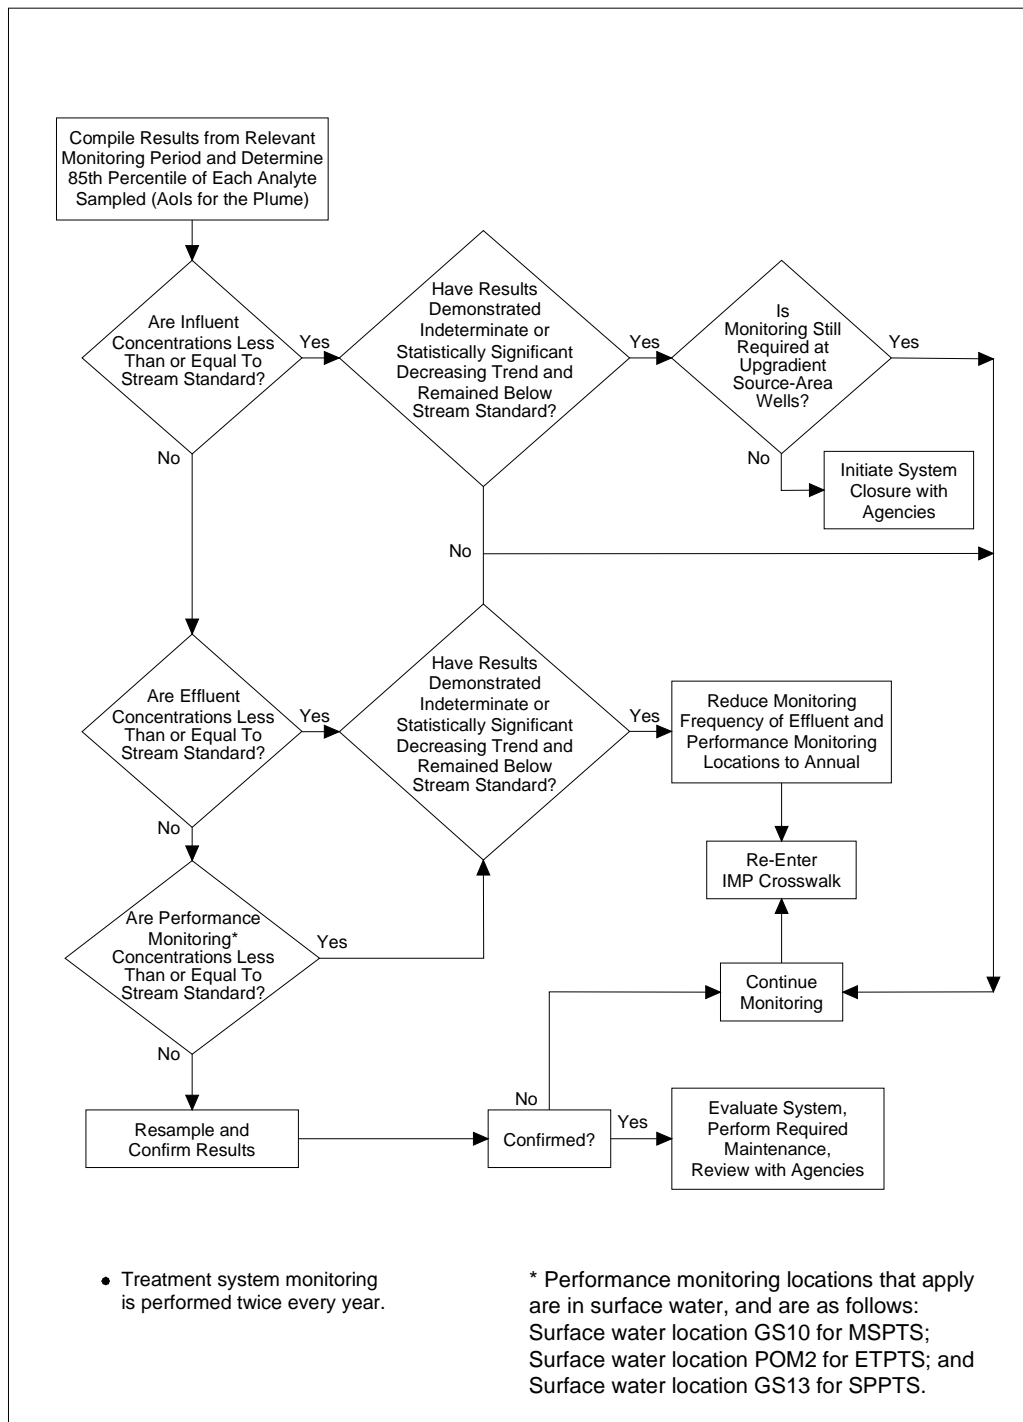 Compile Results from Relevant
Monitoring Period and Determine
85th Percentile of Each Analyte
Sampled (AoIs for the Plume)
Are Influent
Concentrations Less
Than or Equal To
Stream Standard?
Yes
No
Have Results
Demonstrated
Indeterminate or
Statistically Significant
Decreasing Trend and
Remained Below
Stream Standard?
Yes
No
Is
Monitoring Still
Required at
Upgradient
Source-Area
Wells?
Yes
No
Initiate System
Closure with
Agencies
Are Effluent
Concentrations Less
Than or Equal To
Stream Standard?
Yes
No
Have Results
Demonstrated
Indeterminate or
Statistically Significant
Decreasing Trend and
Remained Below
Stream Standard?
Yes
Reduce Monitoring
Frequency of Effluent and
Performance Monitoring
Locations to Annual
Re-Enter
IMP Crosswalk
Are Performance
Monitoring*
Concentrations Less
Than or Equal To
Stream Standard?
Yes
No
Continue
Monitoring
Resample and
Confirm Results
Confirmed?
No
Yes
Evaluate System,
Perform Required
Maintenance,
Review with Agencies
• Treatment system monitoring
is performed twice every year.
* Performance monitoring locations that apply
are in surface water, and are as follows:
Surface water location GS10 for MSPTS;
Surface water location POM2 for ETPTS; and
Surface water location GS13 for SPPTS.